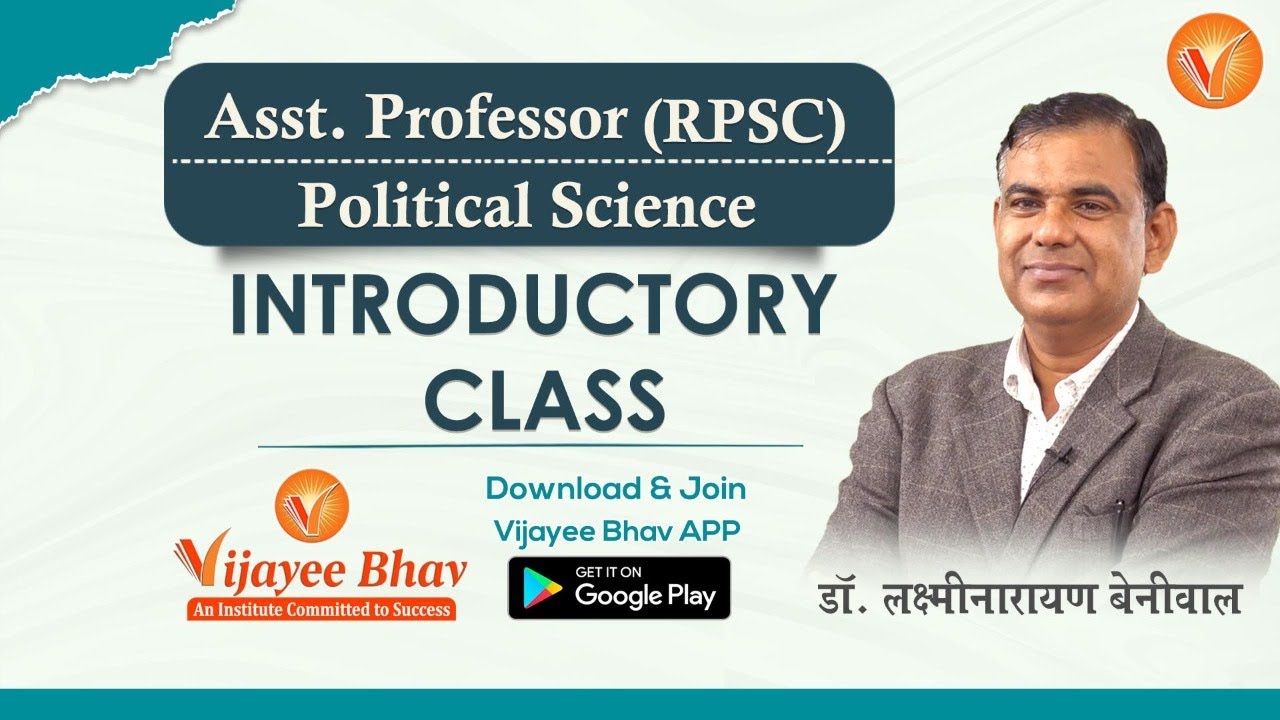 Asst. Professor (RPSC)
Political Science
INTRODUCTORY
CLASS
Download & Join
Vijayee Bhav APP
GET IT ON
Google Play
Vijayee Bhav
An Institute Committed to Success
डॉ. लक्ष्मीनारायण बेनीवाल